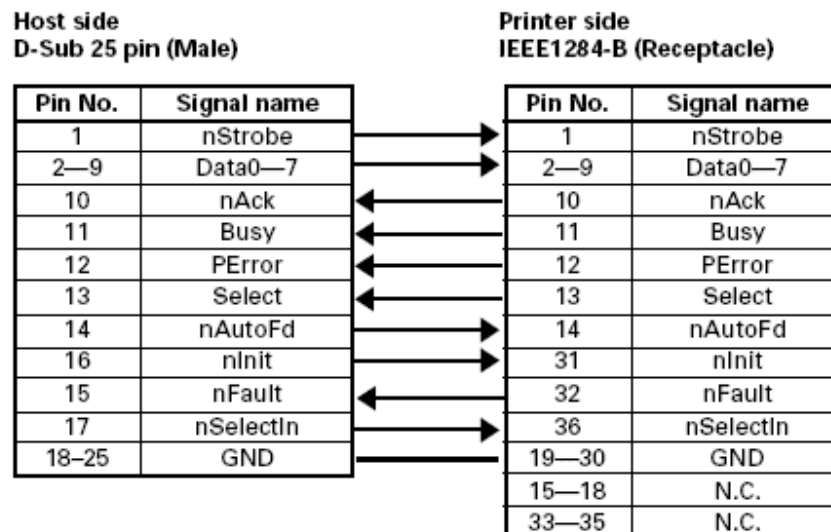 Host side
D-Sub 25 pin (Male)
Printer side
IEEE1284-B (Receptacle)
Pin No. Signal name Pin No. Signal name
1 nStrobe 1 nStrobe
2—9 Data0—7 2—9 Data0—7
10 nAck 10 nAck
11 Busy 11 Busy
12 PError 12 PError
13 Select 13 Select
14 nAutoFd 14 nAutoFd
16 nInit 31 nInit
15 nFault 32 nFault
17 nSelectIn 36 nSelectIn
18–25 GND 19—30 GND
15—18 N.C.
33—35 N.C.